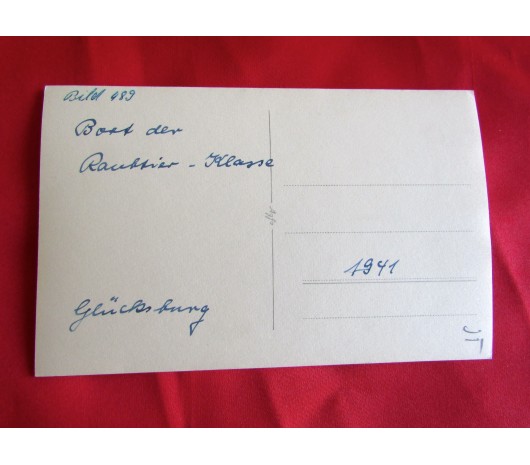 Bild 489
Boot der
Raubtier - Klasse
1941
Glücksburg